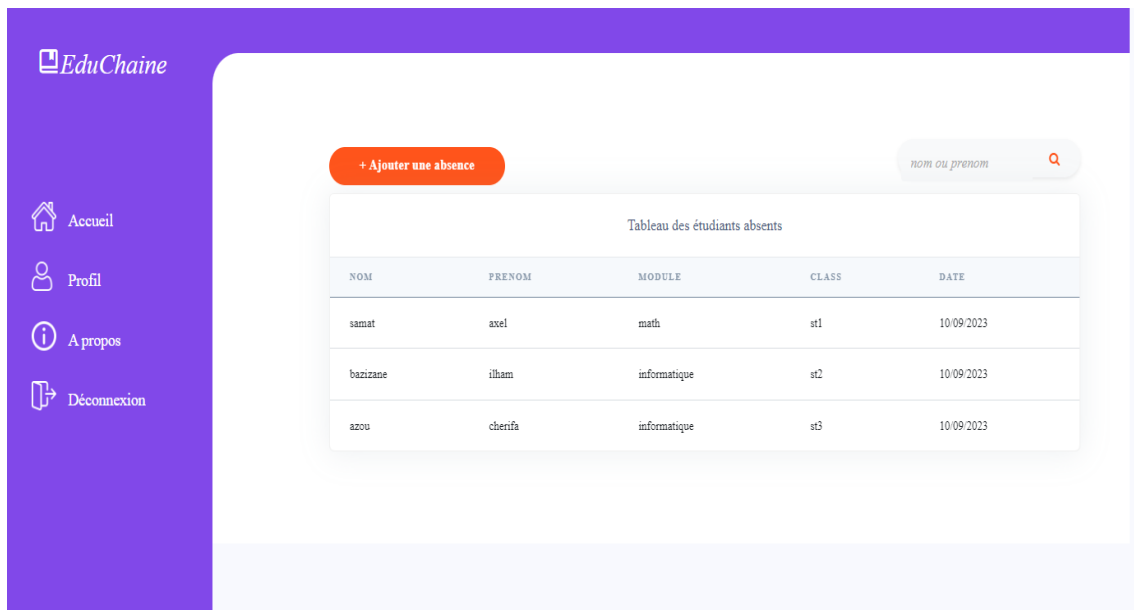 EduChaine
Accueil
Profil
A propos
Déconnexion
+ Ajouter une absence
nom ou prenom
Tableau des étudiants absents
NOM PRENOM MODULE CLASS DATE
samat axel math st1 10/09/2023
bazizane ilham informatique st2 10/09/2023
azou cherifa informatique st3 10/09/2023